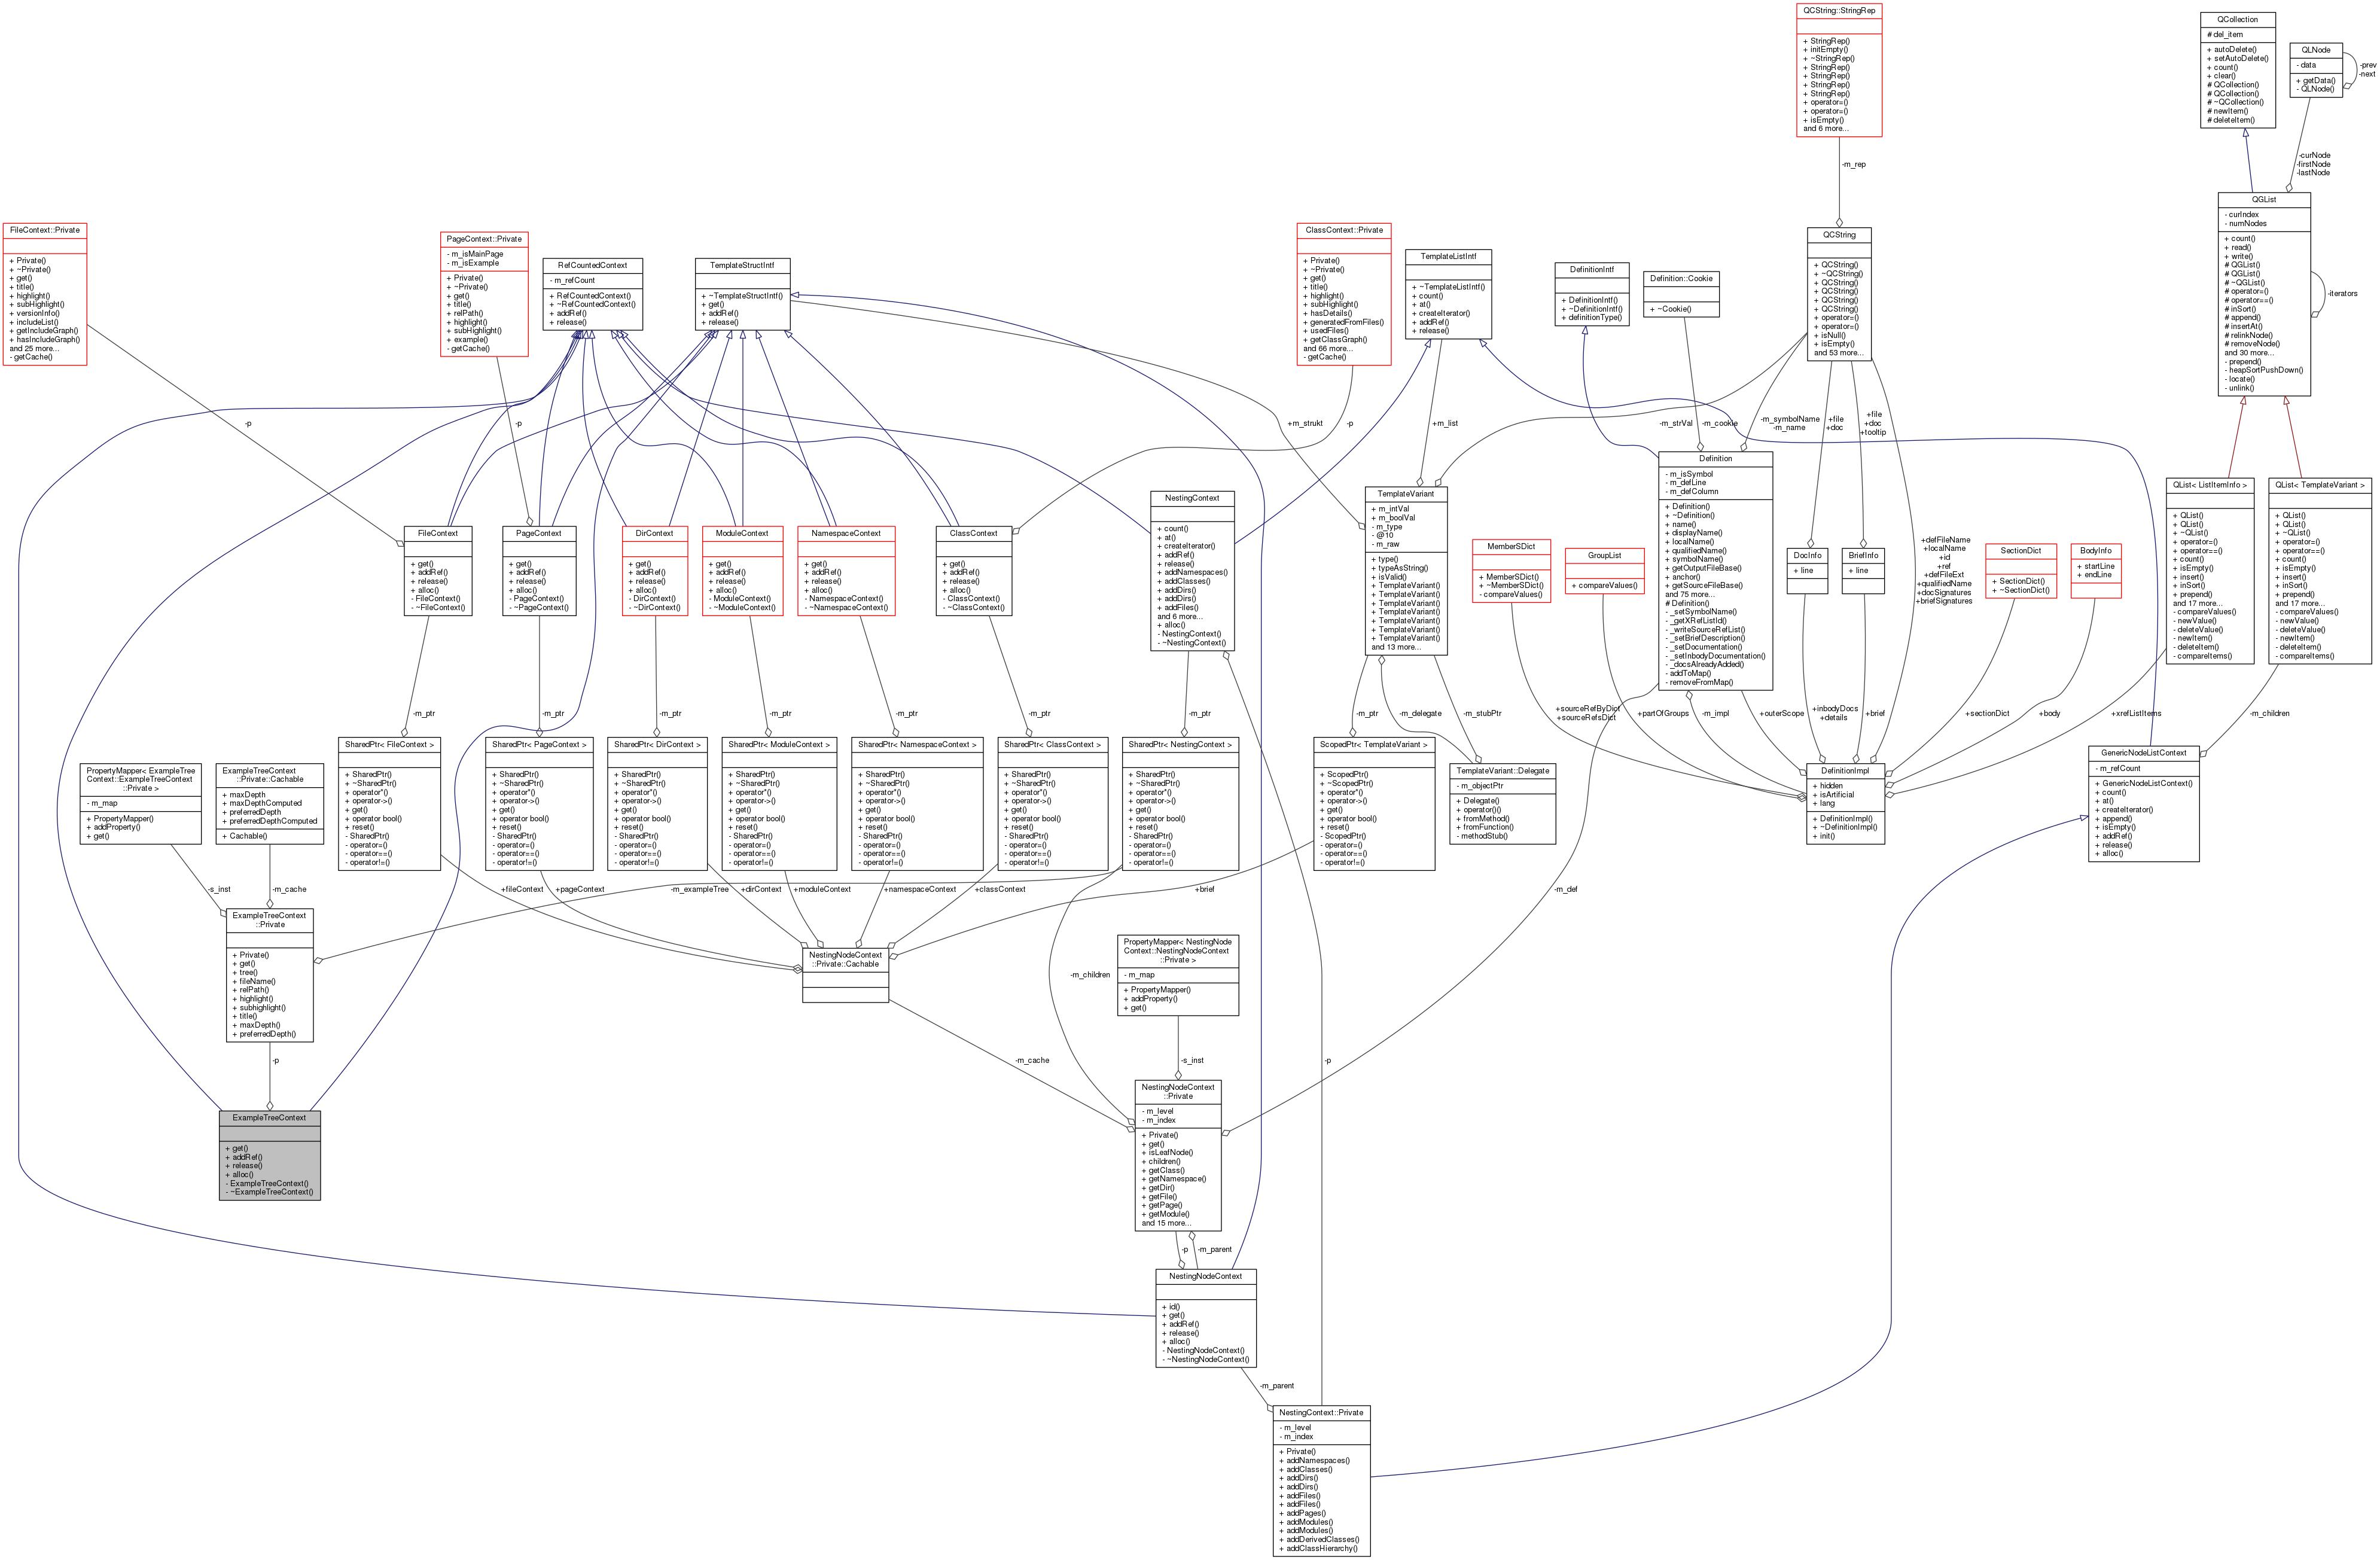 QCString::StringRep
+ StringRep()
+ initEmpty()
+ ~StringRep()
+ StringRep()
+ StringRep()
+ StringRep()
+ StringRep()
+ operator=()
+ operator=()
+ isEmpty()
and 6 more...
QCollection
# del_item
+ autoDelete()
+ setAutoDelete()
+ count()
+ clear()
# QCollection()
# QCollection()
# ~QCollection()
# newItem()
# deleteItem()
QLNode
- data
+ getData()
- QLNode()
-prev
-next
-m_rep
-curNode
-firstNode
-lastNode
FileContext::Private
+ Private()
+ ~Private()
+ get()
+ title()
+ highlight()
+ subHighlight()
+ versionInfo()
+ includeList()
+ getIncludeGraph()
+ hasIncludeGraph()
and 25 more...
- getCache()
PageContext::Private
- m_isMainPage
- m_isExample
+ Private()
+ ~Private()
+ get()
+ title()
+ relPath()
+ highlight()
+ subHighlight()
+ example()
- getCache()
RefCountedContext
- m_refCount
+ RefCountedContext()
+ ~RefCountedContext()
+ addRef()
+ release()
TemplateStructIntf
+ ~TemplateStructIntf()
+ get()
+ addRef()
+ release()
ClassContext::Private
+ Private()
+ ~Private()
+ get()
+ title()
+ highlight()
+ subHighlight()
+ hasDetails()
+ generatedFromFiles()
+ usedFiles()
+ getClassGraph()
and 66 more...
- getCache()
TemplateListIntf
+ ~TemplateListIntf()
+ count()
+ at()
+ createIterator()
+ addRef()
+ release()
DefinitionIntf
+ DefinitionIntf()
+ ~DefinitionIntf()
+ definitionType()
Definition::Cookie
+ ~Cookie()
QCString
+ QCString()
+ ~QCString()
+ QCString()
+ QCString()
+ QCString()
+ QCString()
+ operator=()
+ operator=()
+ isNull()
+ isEmpty()
and 53 more...
QGList
- curIndex
- numNodes
+ count()
+ read()
+ write()
# QGList()
# QGList()
# ~QGList()
# operator=()
# operator==()
# inSort()
# append()
# insertAt()
# relinkNode()
# removeNode()
and 30 more...
- prepend()
- heapSortPushDown()
- locate()
- unlink()
-iterators
-p
-p
+m_strukt
-p
+m_list
-m_strVal
-m_cookie
-m_symbolName
-m_name
+file
+doc
+file
+doc
+tooltip
FileContext
+ get()
+ addRef()
+ release()
+ alloc()
- FileContext()
- ~FileContext()
PageContext
+ get()
+ addRef()
+ release()
+ alloc()
- PageContext()
- ~PageContext()
DirContext
+ get()
+ addRef()
+ release()
+ alloc()
- DirContext()
- ~DirContext()
ModuleContext
+ get()
+ addRef()
+ release()
+ alloc()
- ModuleContext()
- ~ModuleContext()
NamespaceContext
+ get()
+ addRef()
+ release()
+ alloc()
- NamespaceContext()
- ~NamespaceContext()
ClassContext
+ get()
+ addRef()
+ release()
+ alloc()
- ClassContext()
- ~ClassContext()
NestingContext
+ count()
+ at()
+ createIterator()
+ addRef()
+ release()
+ addNamespaces()
+ addClasses()
+ addDirs()
+ addDirs()
+ addFiles()
and 6 more...
+ alloc()
- NestingContext()
- ~NestingContext()
TemplateVariant
+ m_intVal
+ m_boolVal
- m_type
- @10
- m_raw
+ type()
+ typeAsString()
+ isValid()
+ TemplateVariant()
+ TemplateVariant()
+ TemplateVariant()
+ TemplateVariant()
+ TemplateVariant()
+ TemplateVariant()
+ TemplateVariant()
and 13 more...
MemberSDict
+ MemberSDict()
+ ~MemberSDict()
- compareValues()
GroupList
+ compareValues()
Definition
- m_isSymbol
- m_defLine
- m_defColumn
+ Definition()
+ ~Definition()
+ name()
+ displayName()
+ localName()
+ qualifiedName()
+ symbolName()
+ getOutputFileBase()
+ anchor()
+ getSourceFileBase()
and 75 more...
# Definition()
- _setSymbolName()
- _getXRefListId()
- _writeSourceRefList()
- _setBriefDescription()
- _setDocumentation()
- _setInbodyDocumentation()
- _docsAlreadyAdded()
- addToMap()
- removeFromMap()
DocInfo
+ line
BriefInfo
+ line
+defFileName
+localName
+id
+ref
+defFileExt
+qualifiedName
+docSignatures
+briefSignatures
SectionDict
+ SectionDict()
+ ~SectionDict()
BodyInfo
+ startLine
+ endLine
QList< ListItemInfo >
+ QList()
+ QList()
+ ~QList()
+ operator=()
+ operator==()
+ count()
+ isEmpty()
+ insert()
+ inSort()
+ prepend()
and 17 more...
- compareValues()
- newValue()
- deleteValue()
- newItem()
- deleteItem()
- compareItems()
QList< TemplateVariant >
+ QList()
+ QList()
+ ~QList()
+ operator=()
+ operator==()
+ count()
+ isEmpty()
+ insert()
+ inSort()
+ prepend()
and 17 more...
- compareValues()
- newValue()
- deleteValue()
- newItem()
- deleteItem()
- compareItems()
-m_ptr
-m_ptr
-m_ptr
-m_ptr
-m_ptr
-m_ptr
-m_ptr
-m_ptr
-m_delegate
-m_stubPtr
+sourceRefByDict
+sourceRefsDict
+partOfGroups
-m_impl
+outerScope
+inbodyDocs
+details
+brief
+sectionDict
+body
+xrefListItems
-m_children
PropertyMapper< ExampleTree
Context::ExampleTreeContext
::Private >
- m_map
+ PropertyMapper()
+ addProperty()
+ get()
ExampleTreeContext
::Private::Cachable
+ maxDepth
+ maxDepthComputed
+ preferredDepth
+ preferredDepthComputed
+ Cachable()
SharedPtr< FileContext >
+ SharedPtr()
+ ~SharedPtr()
+ operator*()
+ operator->()
+ get()
+ operator bool()
+ reset()
- SharedPtr()
- operator=()
- operator==()
- operator!=()
SharedPtr< PageContext >
+ SharedPtr()
+ ~SharedPtr()
+ operator*()
+ operator->()
+ get()
+ operator bool()
+ reset()
- SharedPtr()
- operator=()
- operator==()
- operator!=()
SharedPtr< DirContext >
+ SharedPtr()
+ ~SharedPtr()
+ operator*()
+ operator->()
+ get()
+ operator bool()
+ reset()
- SharedPtr()
- operator=()
- operator==()
- operator!=()
SharedPtr< ModuleContext >
+ SharedPtr()
+ ~SharedPtr()
+ operator*()
+ operator->()
+ get()
+ operator bool()
+ reset()
- SharedPtr()
- operator=()
- operator==()
- operator!=()
SharedPtr< NamespaceContext >
+ SharedPtr()
+ ~SharedPtr()
+ operator*()
+ operator->()
+ get()
+ operator bool()
+ reset()
- SharedPtr()
- operator=()
- operator==()
- operator!=()
SharedPtr< ClassContext >
+ SharedPtr()
+ ~SharedPtr()
+ operator*()
+ operator->()
+ get()
+ operator bool()
+ reset()
- SharedPtr()
- operator=()
- operator==()
- operator!=()
SharedPtr< NestingContext >
+ SharedPtr()
+ ~SharedPtr()
+ operator*()
+ operator->()
+ get()
+ operator bool()
+ reset()
- SharedPtr()
- operator=()
- operator==()
- operator!=()
ScopedPtr< TemplateVariant >
+ ScopedPtr()
+ ~ScopedPtr()
+ operator*()
+ operator->()
+ get()
+ operator bool()
+ reset()
- ScopedPtr()
- operator=()
- operator==()
- operator!=()
TemplateVariant::Delegate
- m_objectPtr
+ Delegate()
+ operator()()
+ fromMethod()
+ fromFunction()
- methodStub()
DefinitionImpl
+ hidden
+ isArtificial
+ lang
+ DefinitionImpl()
+ ~DefinitionImpl()
+ init()
GenericNodeListContext
- m_refCount
+ GenericNodeListContext()
+ count()
+ at()
+ createIterator()
+ append()
+ isEmpty()
+ addRef()
+ release()
+ alloc()
-s_inst
-m_cache
+fileContext
+pageContext
-m_exampleTree
+dirContext
+moduleContext
+namespaceContext
+classContext
+brief
-m_def
ExampleTreeContext
::Private
+ Private()
+ get()
+ tree()
+ fileName()
+ relPath()
+ highlight()
+ subhighlight()
+ title()
+ maxDepth()
+ preferredDepth()
NestingNodeContext
::Private::Cachable
PropertyMapper< NestingNode
Context::NestingNodeContext
::Private >
- m_map
+ PropertyMapper()
+ addProperty()
+ get()
-m_children
-p
-m_cache
-s_inst
-p
ExampleTreeContext
+ get()
+ addRef()
+ release()
+ alloc()
- ExampleTreeContext()
- ~ExampleTreeContext()
NestingNodeContext
::Private
- m_level
- m_index
+ Private()
+ get()
+ isLeafNode()
+ children()
+ getClass()
+ getNamespace()
+ getDir()
+ getFile()
+ getPage()
+ getModule()
and 15 more...
-p
-m_parent
NestingNodeContext
+ id()
+ get()
+ addRef()
+ release()
+ alloc()
- NestingNodeContext()
- ~NestingNodeContext()
-m_parent
NestingContext::Private
- m_level
- m_index
+ Private()
+ addNamespaces()
+ addClasses()
+ addDirs()
+ addDirs()
+ addFiles()
+ addFiles()
+ addPages()
+ addModules()
+ addModules()
+ addDerivedClasses()
+ addClassHierarchy()